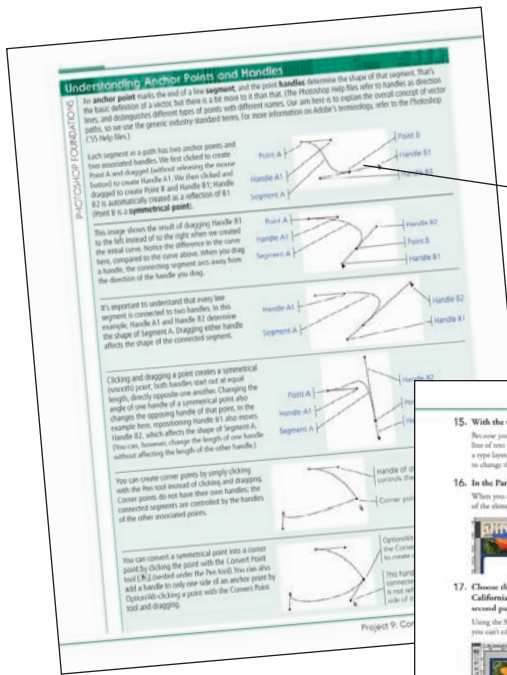 Understanding Anchor Points and Handles
PHOTOSHOP FOUNDATIONS
An anchor point marks the end of a line segment, and the point handles determine the shape of that segment. That's
the basic definition of a vector, but there is a bit more to it than that. (The Photoshop Help files refer to handles as direction
lines, and distinguishes different types of points with different names. Our aim here is to explain the overall concept of vector
paths, so we use the generic industry-standard terms. For more information on Adobe's terminology, refer to the Photoshop
CS5 Help files.)
Each segment in a path has two anchor points and
two associated handles. We first clicked to create
Point A and dragged (without releasing the mouse
button) to create Handle A1. We then clicked and
dragged to create Point B and Handle B1; Handle
B2 is automatically created as a reflection of B1
(Point B is a symmetrical point).
Point A
Handle A1
Segment A
Point B
Handle B1
Handle B2
This image shows the result of dragging Handle B1
to the left instead of to the right when we created
the initial curve. Notice the difference in the curve
here, compared to the curve above. When you drag
a handle, the connecting segment arcs away from
the direction of the handle you drag.
Point A
Handle A1
Segment A
Handle B2
Point B
Handle B1
It's important to understand that every line
segment is connected to two handles. In this
example, Handle A1 and Handle B2 determine
the shape of Segment A. Dragging either handle
affects the shape of the connected segment.
Handle A1
Segment A
Handle B2
Handle B1
Clicking and dragging a point creates a symmetrical
(smooth) point; both handles start out at equal
length, directly opposite one another. Changing the
angle of one handle of a symmetrical point also
changes the opposing handle of that point. In the
example here, repositioning Handle B1 also moves
Handle B2, which affects the shape of Segment A.
(You can, however, change the length of one handle
without affecting the length of the other handle.)
Point A
Handle A1
Segment A
Handle B2
You can create corner points by simply clicking
with the Pen tool instead of clicking and dragging.
Corner points do not have their own handles; the
connected segments are controlled by the handles
of the other associated points.
Handle of
controls the
Corner poi
You can convert a symmetrical point into a corner
point by clicking the point with the Convert Point
tool (nested under the Pen tool). You can also
add a handle to only one side of an anchor point by
Option/Alt-clicking a point with the Convert Point
tool and dragging.
Option/Alt
the Conve
to create
This hand
connecte
is not re
side of
Project 9: Co
15. With the
Because you
line of text
a type layer
to change t
16. In the Par
When you
of the elem
17. Choose th
California
second pa
Using the M
you can't